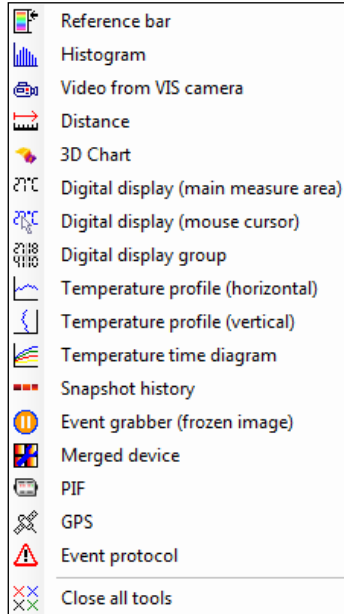 Reference bar
Histogram
Video from VIS camera
Distance
3D Chart
Digital display (main measure area)
Digital display (mouse cursor)
Digital display group
Temperature profile (horizontal)
Temperature profile (vertical)
Temperature time diagram
Snapshot history
Event grabber (frozen image)
Merged device
PIF
GPS
Event protocol
Close all tools